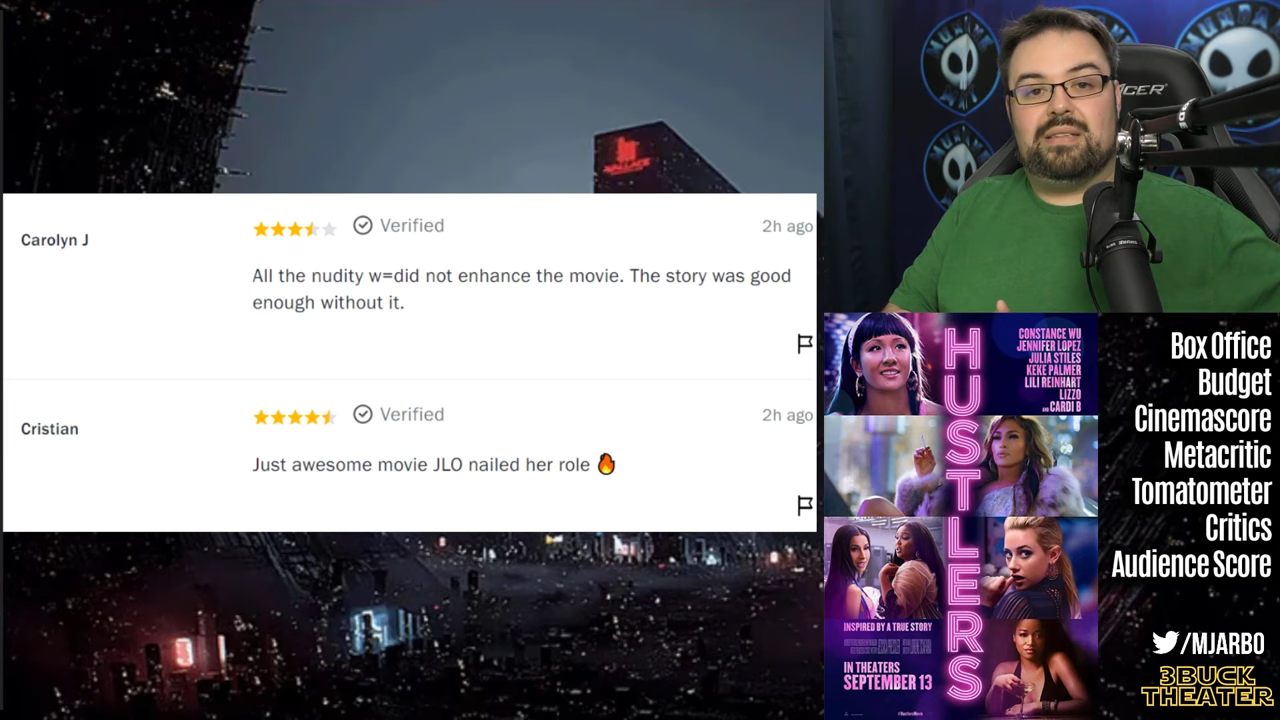 Carolyn J
Verified
2h ago
All the nudity w=did not enhance the movie. The story was good
enough without it.
Cristian
Verified
2h ago
Just awesome movie JLO nailed her role 🔥
MUNDANE
CONSTANCE WU
JENNIFER LOPEZ
JULIA STILES
KEKE PALMER
LILI REINHART
LIZZO
AND CARDI B
HUSTLERS
INSPIRED BY A TRUE STORY
IN THEATERS
SEPTEMBER 13
Box Office
Budget
Cinemascore
Metacritic
Tomatometer
Critics
Audience Score
/MJARBO
3BUCK
THEATER